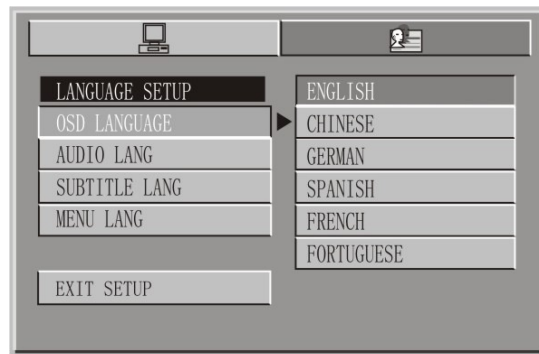 LANGUAGE SETUP
OSD LANGUAGE
AUDIO LANG
SUBTITLE LANG
MENU LANG
EXIT SETUP
ENGLISH
CHINESE
GERMAN
SPANISH
FRENCH
FORTUGUESE